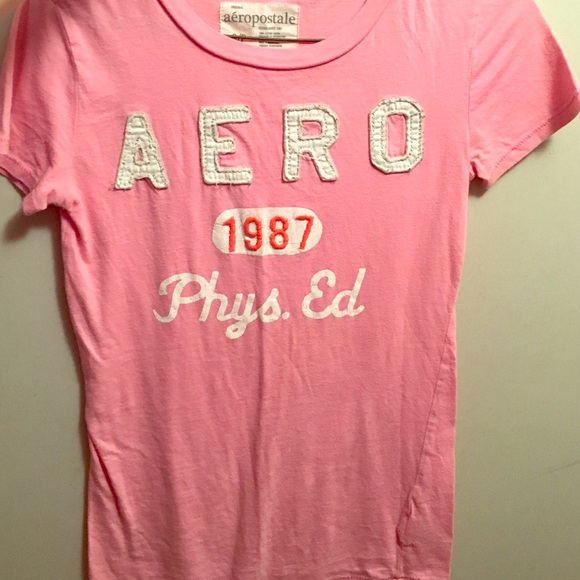 aéropostale
AERO
1987
Phys. Ed